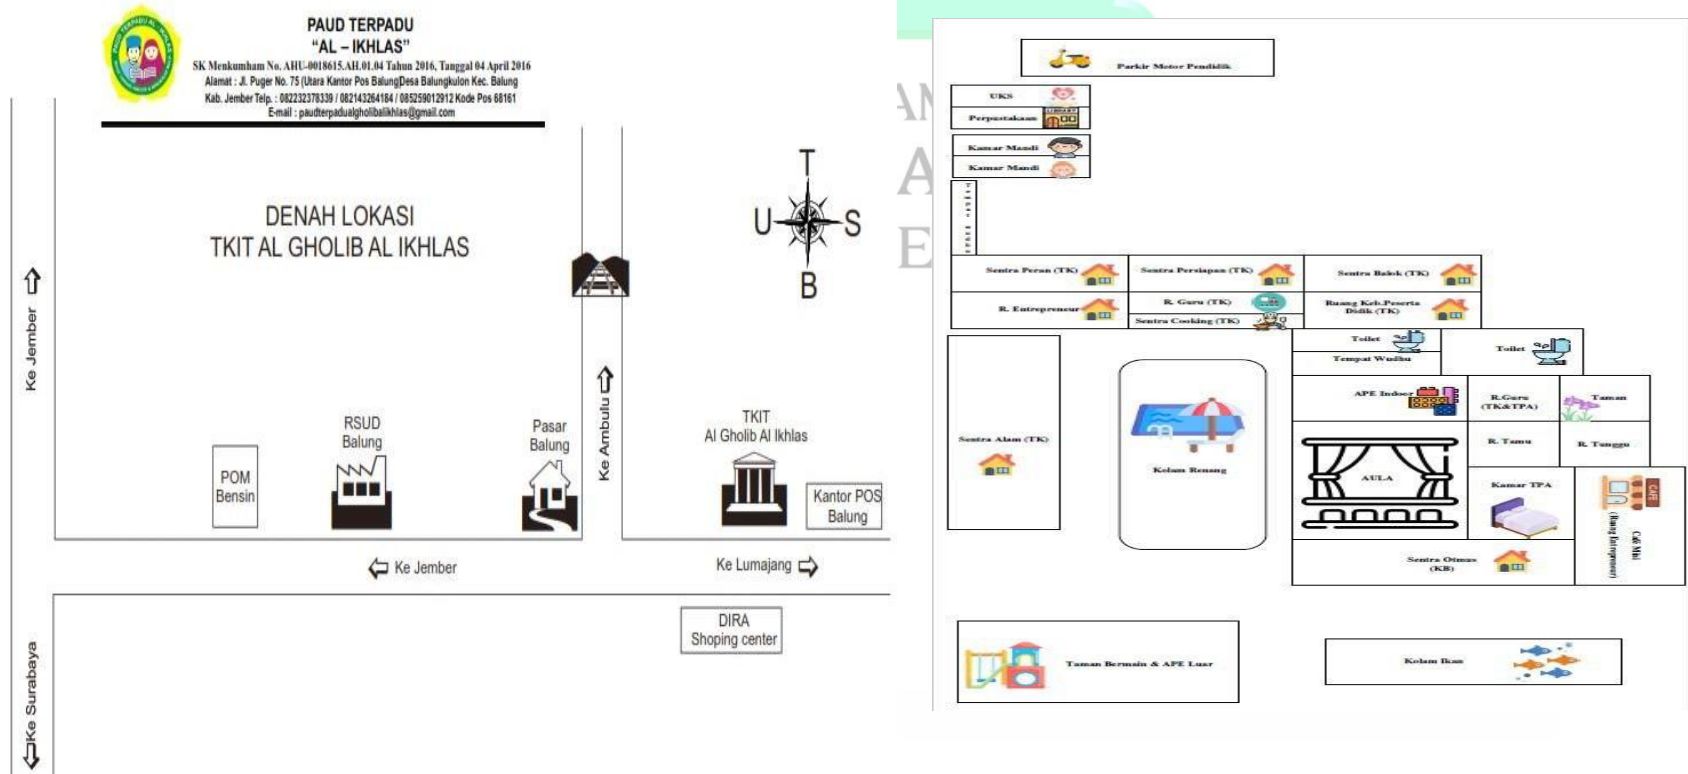 PAUD TERPADU
“AL – IKHLAS”
SK Menkumham No. AHU-0018615.AH.01.04 Tahun 2016, Tanggal 04 April 2016
Alamat : Jl. Puger No. 75 (Utara Kantor Pos Balung)Desa Balungkulon Kec. Balung
Kab. Jember Telp. : 082232378339 / 082143264184 / 085259012912 Kode Pos 68161
E-mail : paudterpadualgholibalikhlas@gmail.com
DENAH LOKASI
TKIT AL GHOLIB AL IKHLAS
T
U
S
B
Ke Jember
Ke Ambulu
POM
Bensin
RSUD
Balung
Pasar
Balung
TKIT
Al Gholib Al Ikhlas
Kantor POS
Balung
Ke Jember
Ke Lumajang
DIRA
Shoping center
Ke Surabaya
Parkir Motor Pendidik
UKS
Perpustakaan
LIBRARY
Kamar Mandi
Kamar Mandi
Sentra Peran (TK)
Sentra Persiapan (TK)
Sentra Balok (TK)
R. Entrepreneur
R. Guru (TK)
Sentra Cooking (TK)
Ruang Keb.Peserta
Didik (TK)
Toilet
Tempat Wudhu
Toilet
APE Indoor
R.Guru
(TK&TPA)
Taman
Sentra Alam (TK)
Kolam Renang
AULA
R. Tamu
R. Tunggu
Kamar TPA
CAFE
Café Mini
(Ruang Entrepreneur)
Sentra Otmas
(KB)
Taman Bermain & APE Luar
Kolam Ikan